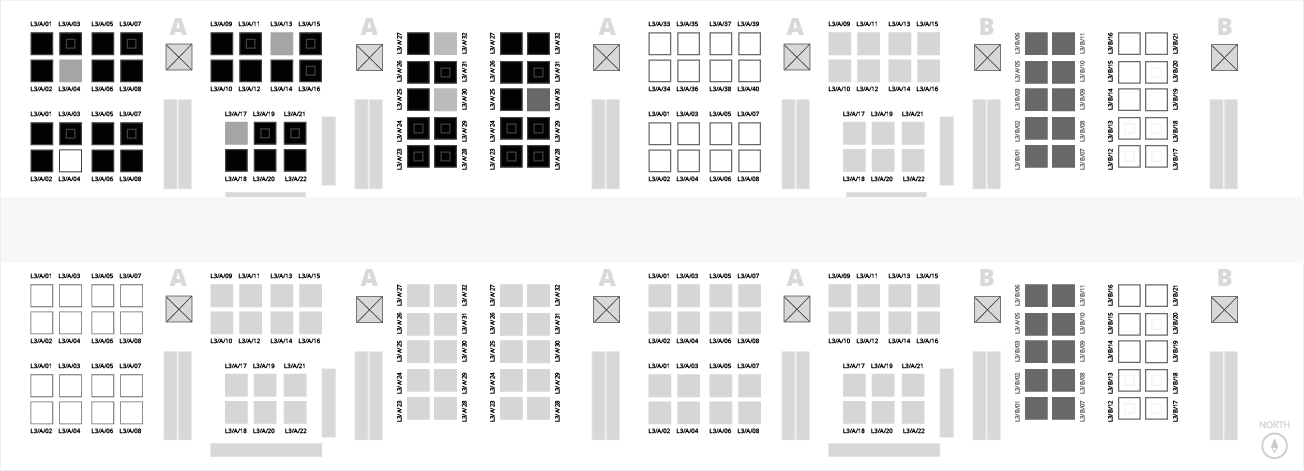 L3/A/01 L3/A/03 L3/A/05 L3/A/07
A
L3/A/09 L3/A/11 L3/A/13 L3/A/15
A
L3/A/33 L3/A/35 L3/A/37 L3/A/39
A
A
L3/A/09 L3/A/11 L3/A/13 L3/A/15
B
B
L3/A/02 L3/A/04 L3/A/06 L3/A/08
L3/A/10 L3/A/12 L3/A/14 L3/A/16
L3/A/34 L3/A/36 L3/A/38 L3/A/40
L3/A/10 L3/A/12 L3/A/14 L3/A/16
L3/A/27
L3/A/26
L3/A/25
L3/A/24
L3/A/23
L3/A/32
L3/A/31
L3/A/30
L3/A/29
L3/A/28
L3/A/27
L3/A/26
L3/A/25
L3/A/24
L3/A/23
L3/A/32
L3/A/31
L3/A/30
L3/A/29
L3/A/28
L3/B/06
L3/A/05
L3/B/03
L3/B/02
L3/B/01
L3/B/11
L3/B/10
L3/B/09
L3/B/08
L3/B/07
L3/B/16
L3/B/15
L3/B/14
L3/B/13
L3/B/12
L3/B/21
L3/B/20
L3/B/19
L3/B/18
L3/B/17
L3/A/01 L3/A/03 L3/A/05 L3/A/07
L3/A/17 L3/A/19 L3/A/21
L3/A/01 L3/A/03 L3/A/05 L3/A/07
L3/A/17 L3/A/19 L3/A/21
L3/A/02 L3/A/04 L3/A/06 L3/A/08
L3/A/18 L3/A/20 L3/A/22
L3/A/02 L3/A/04 L3/A/06 L3/A/08
L3/A/18 L3/A/20 L3/A/22
L3/A/01 L3/A/03 L3/A/05 L3/A/07
A
L3/A/09 L3/A/11 L3/A/13 L3/A/15
A
L3/A/01 L3/A/03 L3/A/05 L3/A/07
A
A
L3/A/09 L3/A/11 L3/A/13 L3/A/15
B
B
L3/A/02 L3/A/04 L3/A/06 L3/A/08
L3/A/10 L3/A/12 L3/A/14 L3/A/16
L3/A/02 L3/A/04 L3/A/06 L3/A/08
L3/A/10 L3/A/12 L3/A/14 L3/A/16
L3/A/27
L3/A/26
L3/A/25
L3/A/24
L3/A/23
L3/A/32
L3/A/31
L3/A/30
L3/A/29
L3/A/28
L3/A/27
L3/A/26
L3/A/25
L3/A/24
L3/A/23
L3/A/32
L3/A/31
L3/A/30
L3/A/29
L3/A/28
L3/B/06
L3/A/05
L3/B/03
L3/B/02
L3/B/01
L3/B/11
L3/B/10
L3/B/09
L3/B/08
L3/B/07
L3/B/16
L3/B/15
L3/B/14
L3/B/13
L3/B/12
L3/B/21
L3/B/20
L3/B/19
L3/B/18
L3/B/17
L3/A/01 L3/A/03 L3/A/05 L3/A/07
L3/A/17 L3/A/19 L3/A/21
L3/A/01 L3/A/03 L3/A/05 L3/A/07
L3/A/17 L3/A/19 L3/A/21
L3/A/02 L3/A/04 L3/A/06 L3/A/08
L3/A/18 L3/A/20 L3/A/22
L3/A/02 L3/A/04 L3/A/06 L3/A/08
L3/A/18 L3/A/20 L3/A/22
NORTH